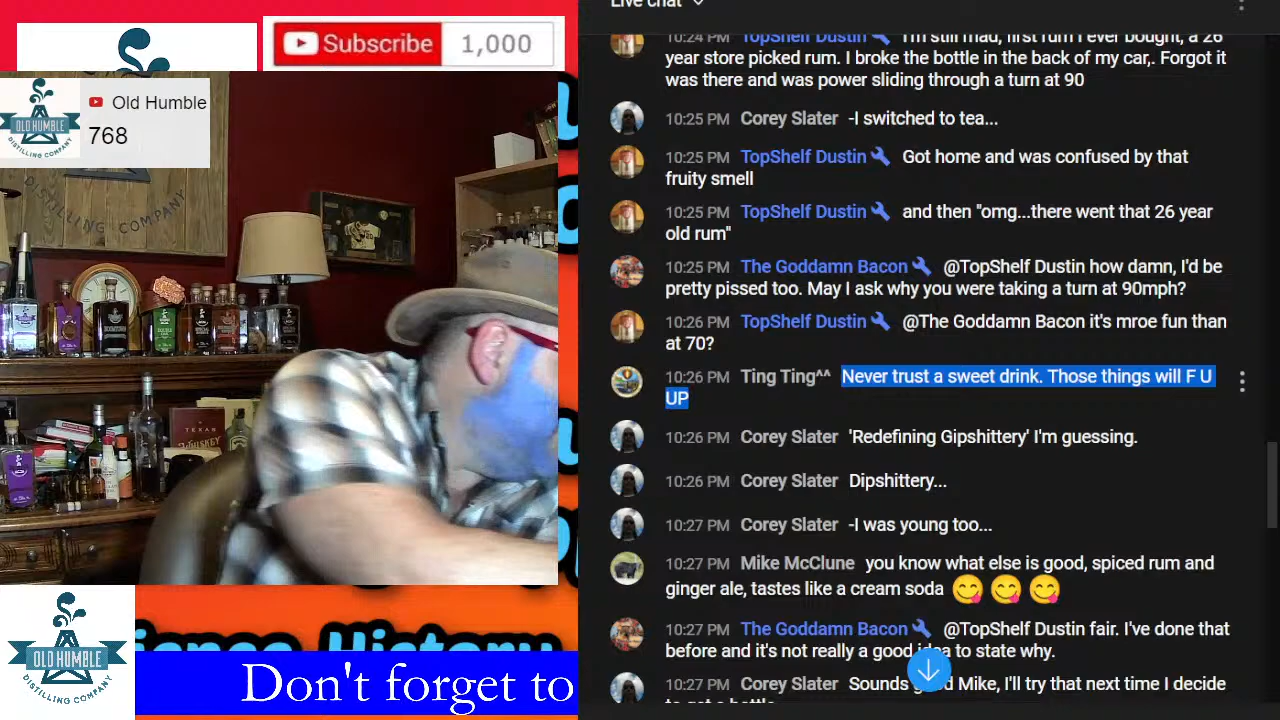 Subscribe 1,000
Old Humble
768
OLD HUMBLE
DISTILLING COMPANY
DISTILLING COMPANY
TEXAS
WHISKEY
OLD HUMBLE
DISTILLING COMPANY
Science, History
Don't forget to
Live chat
10:24 PM TopShelf Dustin I'm still mad, first rum I ever bought, a 26
year store picked rum. I broke the bottle in the back of my car,. Forgot it
was there and was power sliding through a turn at 90
10:25 PM Corey Slater -I switched to tea...
10:25 PM TopShelf Dustin Got home and was confused by that
fruity smell
10:25 PM TopShelf Dustin and then "omg...there went that 26 year
old rum"
10:25 PM The Goddamn Bacon @TopShelf Dustin how damn, I'd be
pretty pissed too. May I ask why you were taking a turn at 90mph?
10:26 PM TopShelf Dustin @The Goddamn Bacon it's mroe fun than
at 70?
10:26 PM Ting Ting^^ Never trust a sweet drink. Those things will F U
UP
10:26 PM Corey Slater 'Redefining Gipshittery' I'm guessing.
10:26 PM Corey Slater Dipshittery...
10:27 PM Corey Slater -I was young too...
10:27 PM Mike McClune you know what else is good, spiced rum and
ginger ale, tastes like a cream soda 😋 😋 😋
10:27 PM The Goddamn Bacon @TopShelf Dustin fair. I've done that
before and it's not really a good idea to state why.
10:27 PM Corey Slater Sounds good Mike, I'll try that next time I decide
to get a bottle